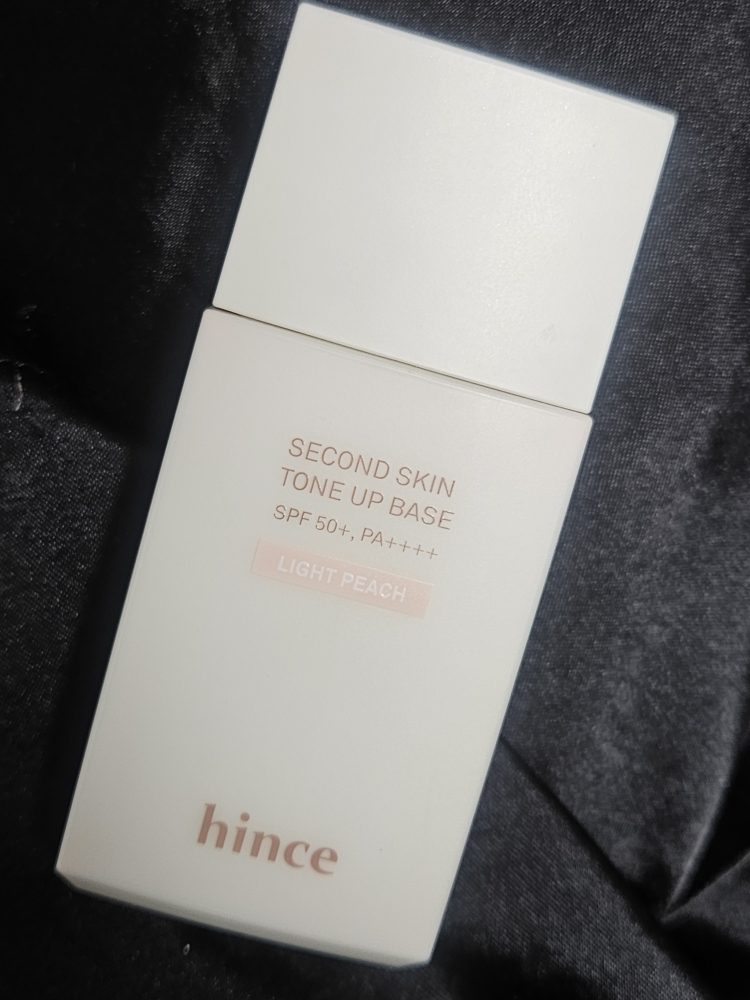 SECOND SKIN
TONE UP BASE
SPF 50+, PA++++
LIGHT PEACH
hince